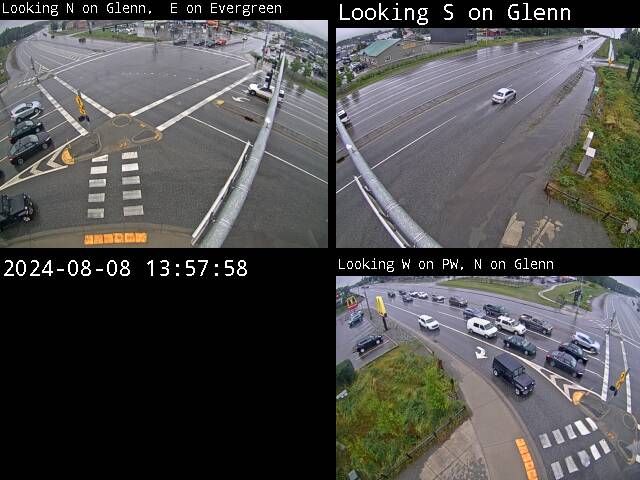 Looking N on Glenn,  E on Evergreen
Looking S on Glenn
2024-08-08 13:57:58
Looking W on PW, N on Glenn